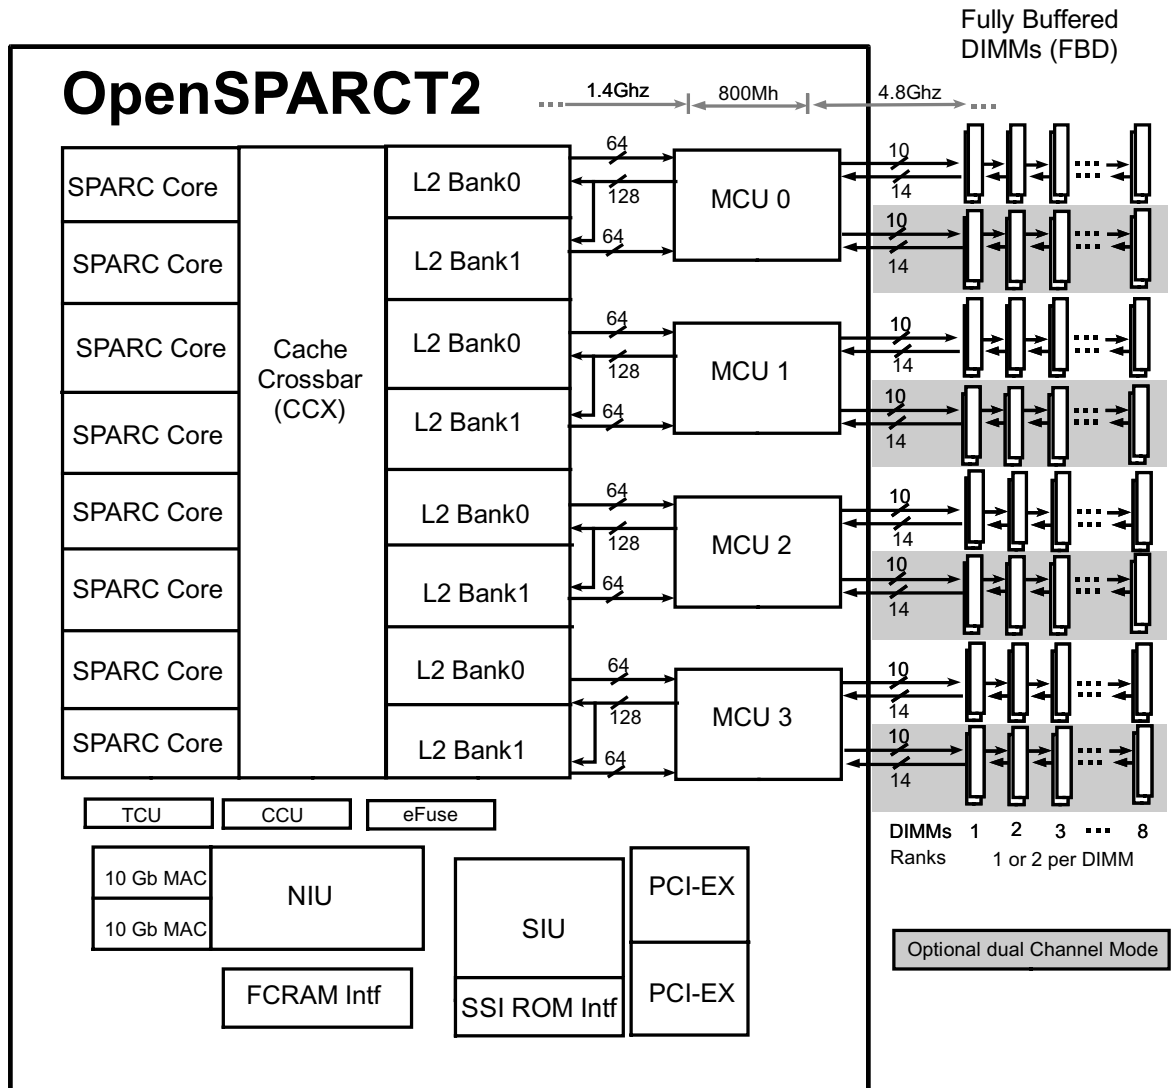 Fully Buffered
DIMMs (FBD)
OpenSPARCT2
1.4Ghz
800Mh
4.8Ghz
SPARC Core
SPARC Core
SPARC Core
SPARC Core
SPARC Core
SPARC Core
SPARC Core
SPARC Core
Cache
Crossbar
(CCX)
L2 Bank0
L2 Bank1
L2 Bank0
L2 Bank1
L2 Bank0
L2 Bank1
L2 Bank0
L2 Bank1
64
128
64
64
128
64
64
128
64
64
128
64
MCU 0
MCU 1
MCU 2
MCU 3
10
14
10
14
10
14
10
14
10
14
10
14
10
14
10
14
DIMMs 1 2 3 ▪▪▪ 8
Ranks 1 or 2 per DIMM
TCU
CCU
eFuse
10 Gb MAC
10 Gb MAC
NIU
FCRAM Intf
SIU
SSI ROM Intf
PCI-EX
PCI-EX
Optional dual Channel Mode